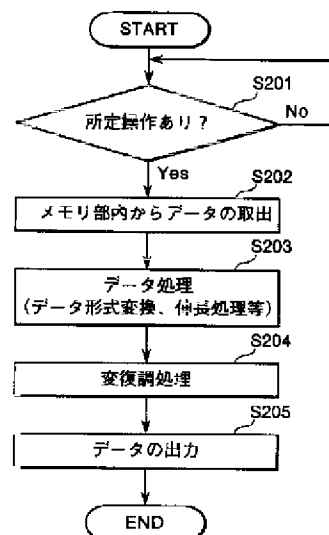 START
S201
所定操作あり？
No
Yes
S202
メモリ部内からデータの取出
S203
データ処理
（データ形式変換、伸長処理等）
S204
変復調処理
S205
データの出力
END